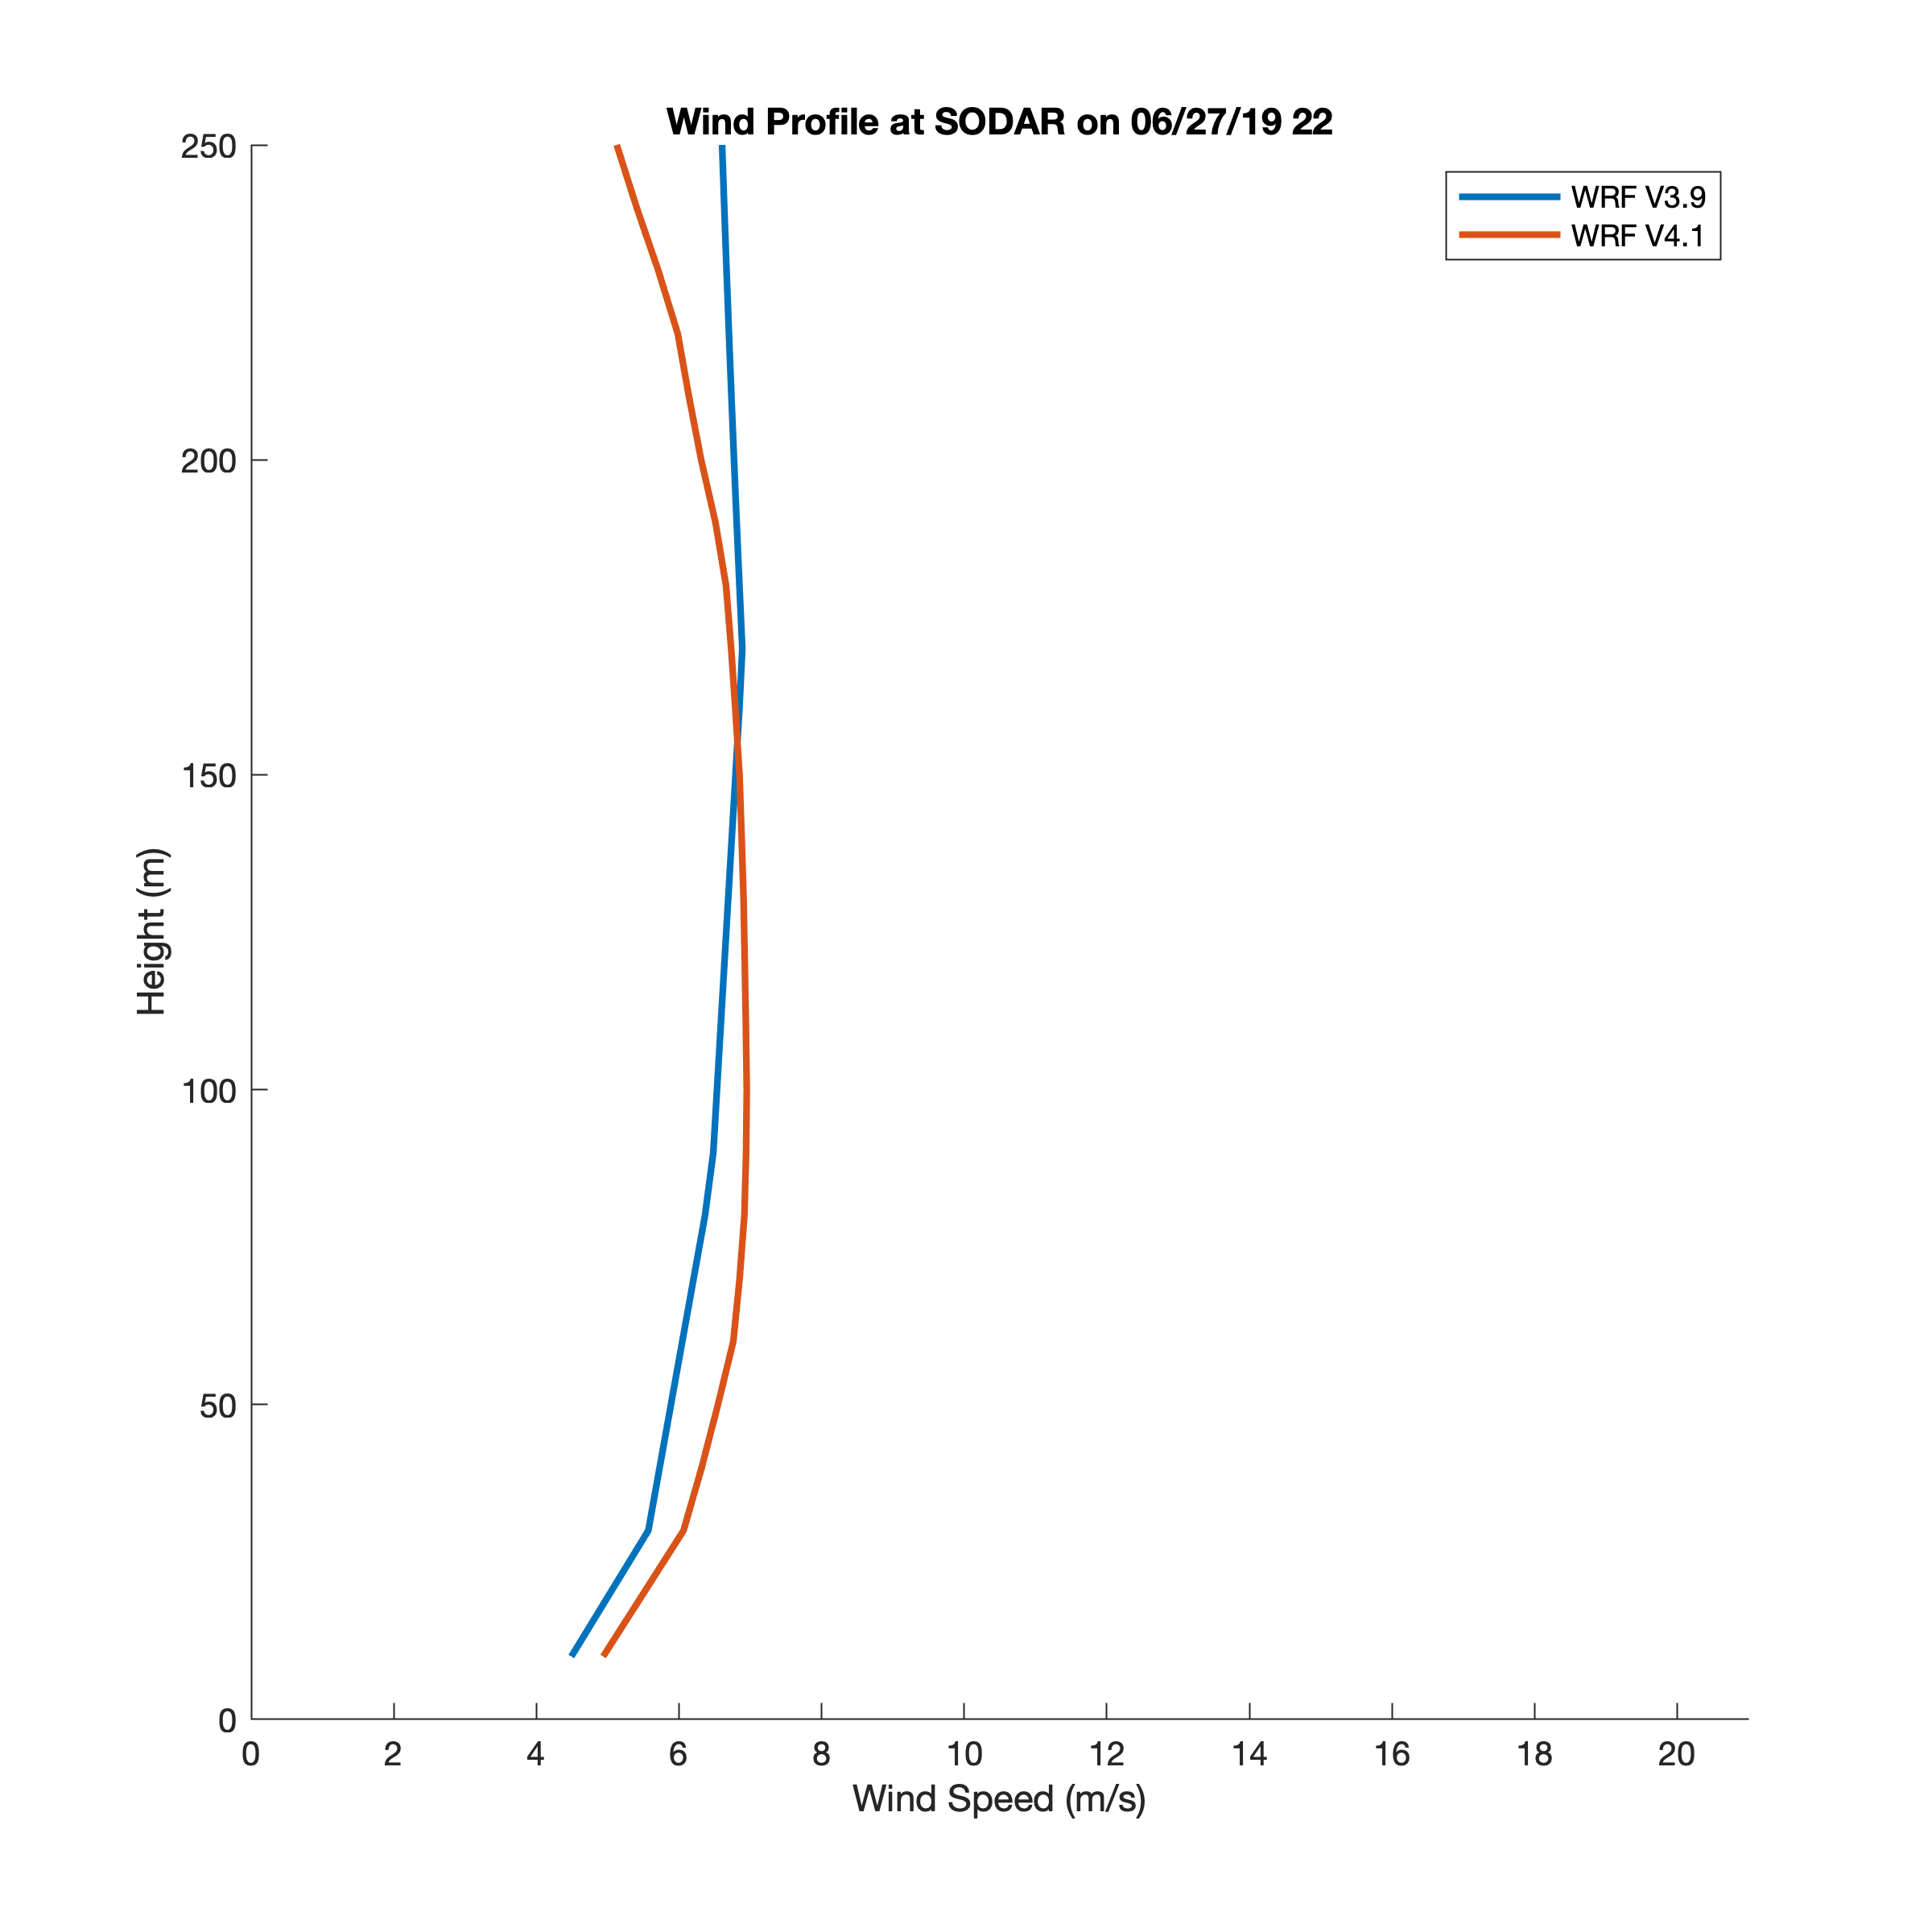 Wind Profile at SODAR on 06/27/19 22
WRF V3.9
WRF V4.1
250
200
150
100
50
0
Height (m)
0 2 4 6 8 10 12 14 16 18 20
Wind Speed (m/s)